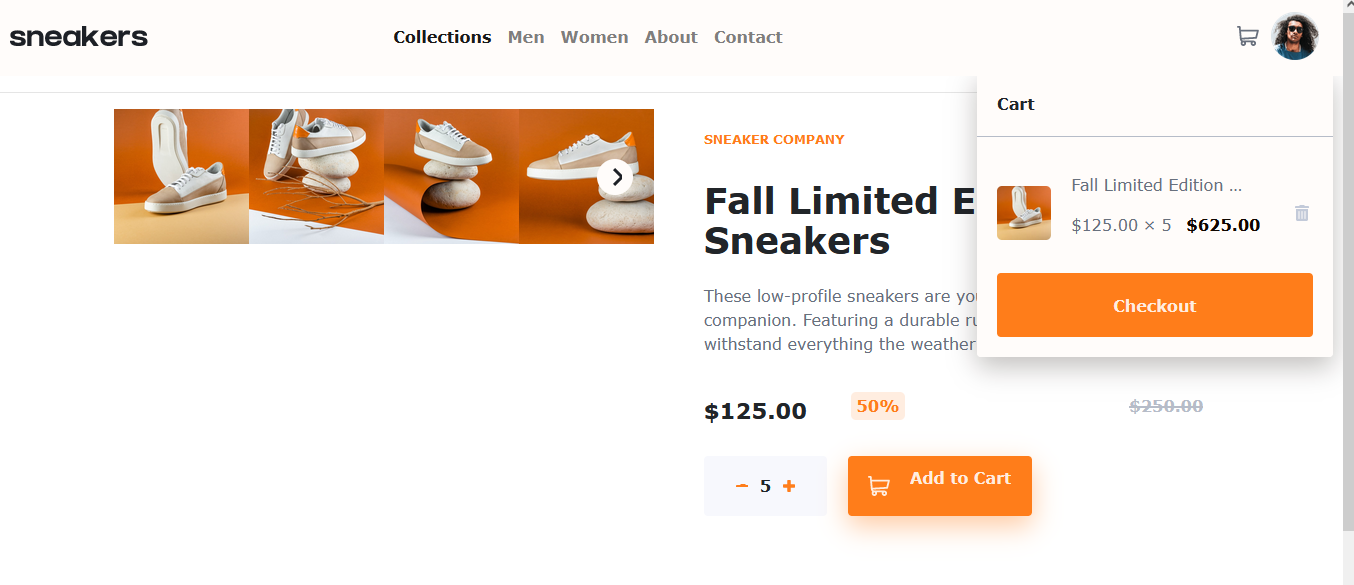 sneakers
Collections Men Women About Contact
Cart
Fall Limited Edition ...
$125.00 × 5 $625.00
Checkout
SNEAKER COMPANY
Fall Limited E
Sneakers
These low-profile sneakers are
companion. Featuring a durable
withstand everything the weather
$125.00 50% $250.00
5
Add to Cart